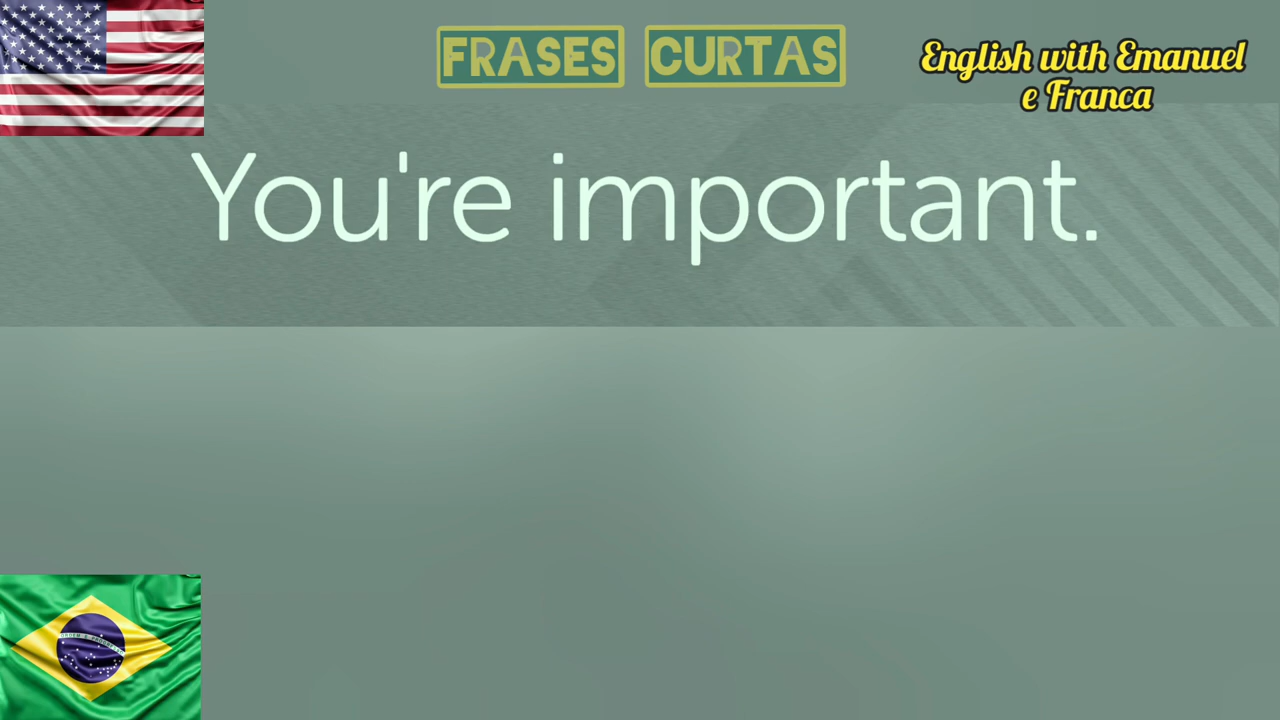 FRASES CURTAS
English with Emanuel
e Franca
You're important.